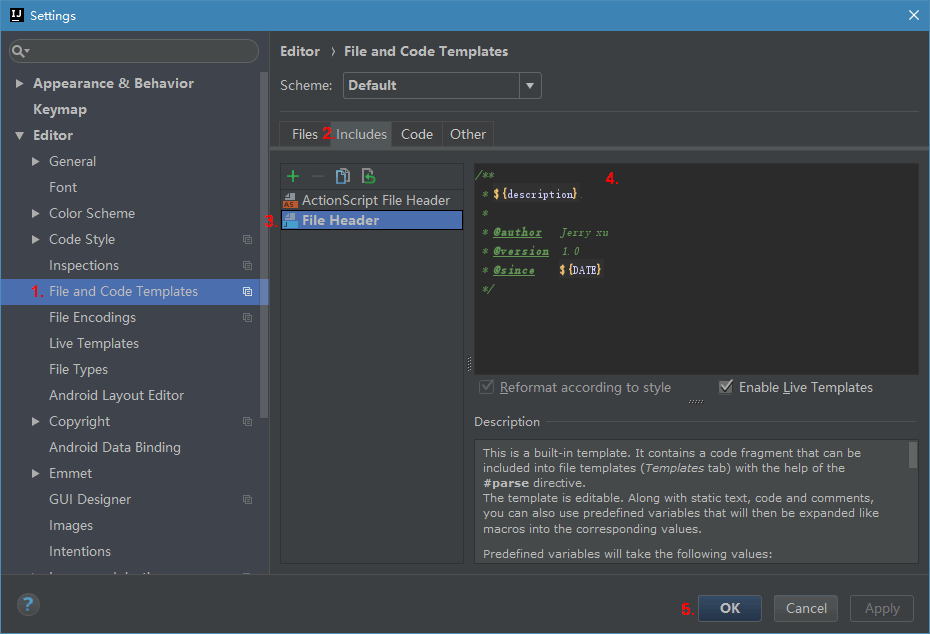 IJ Settings
Appearance & Behavior
Keymap
Editor
General
Font
Color Scheme
Code Style
Inspections
1. File and Code Templates
File Encodings
Live Templates
File Types
Android Layout Editor
Copyright
Android Data Binding
Emmet
GUI Designer
Images
Intentions
Editor › File and Code Templates
Scheme: Default
Files 2. Includes Code Other
ActionScript File Header
3. File Header
4.
/**
* ${description}
*
* @author Jerry xu
* @version 1.0
* @since ${DATE}
*/
Reformat according to style Enable Live Templates
Description
This is a built-in template. It contains a code fragment that can be
included into file templates (Templates tab) with the help of the
#parse directive.
The template is editable. Along with static text, code and comments,
you can also use predefined variables that will then be expanded like
macros into the corresponding values.
Predefined variables will take the following values:
? 5. OK Cancel Apply